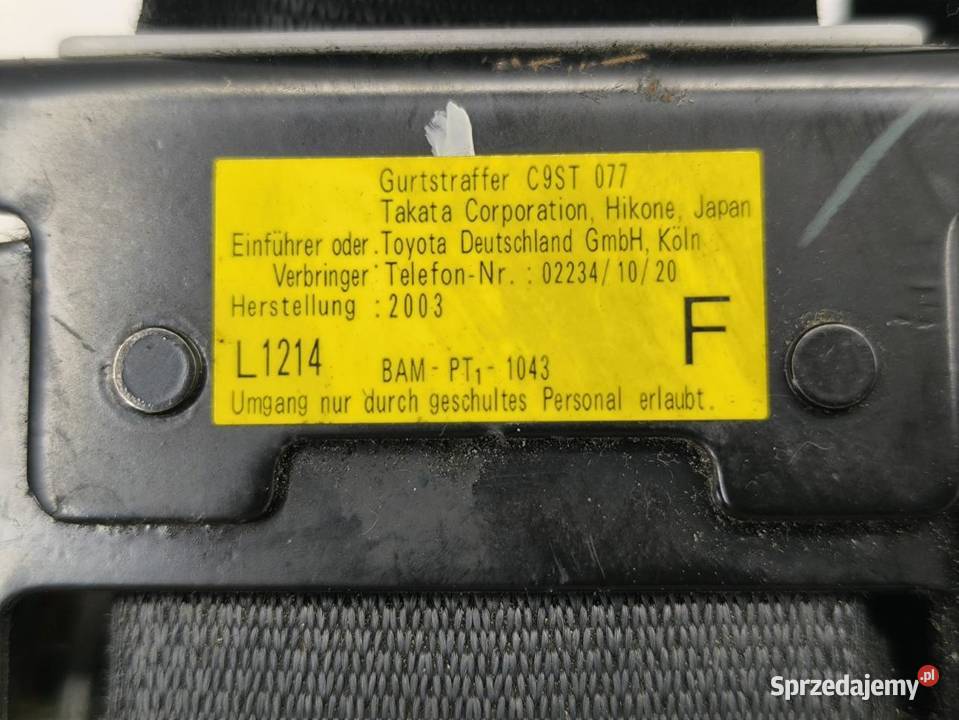 Gurtstraffer C9ST 077
Takata Corporation, Hikone, Japan
Einführer oder.Toyota Deutschland GmbH, Köln
Verbringer:Telefon-Nr. : 02234/10/20
Herstellung : 2003
F
L1214 BAM-PT₁-1043
Umgang nur durch geschultes Personal erlaubt.
Sprzedajemy.pl